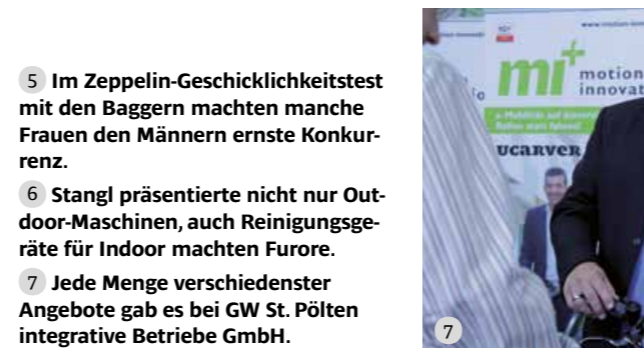 5 Im Zeppelin-Geschicklichkeitstest
mit den Baggern machten manche
Frauen den Männern ernste Konkur-
renz.
6 Stangl präsentierte nicht nur Out-
door-Maschinen, auch Reinigungsge-
räte für Indoor machten Furore.
7 Jede Menge verschiedenster
Angebote gab es bei GW St. Pölten
integrative Betriebe GmbH.
mi+
motion
innovat
UCARVER
7